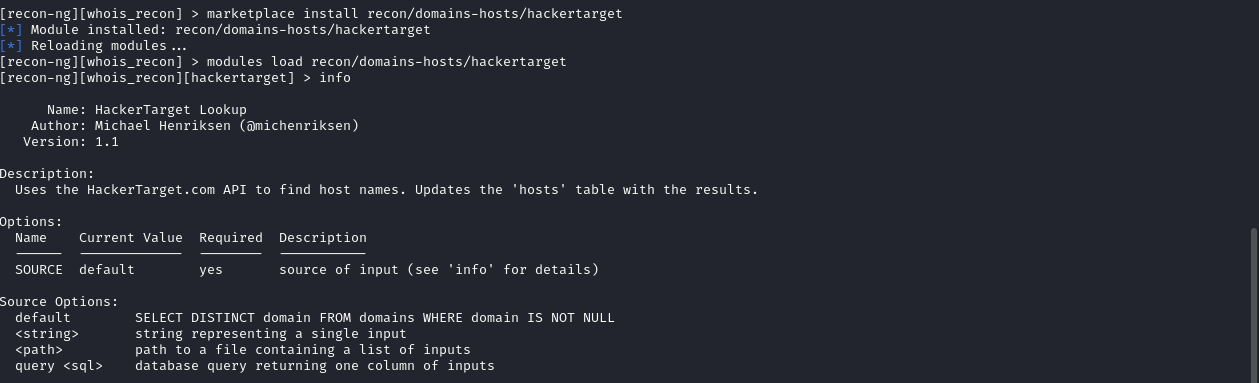 [recon-ng][whois_recon] > marketplace install recon/domains-hosts/hackertarget
[*] Module installed: recon/domains-hosts/hackertarget
[*] Reloading modules...
[recon-ng][whois_recon] > modules load recon/domains-hosts/hackertarget
[recon-ng][whois_recon][hackertarget] > info
Name: HackerTarget Lookup
Author: Michael Henriksen (@michenriksen)
Version: 1.1
Description:
Uses the HackerTarget.com API to find host names. Updates the 'hosts' table with the results.
Options:
Name Current Value Required Description
------ ------------- -------- -----------
SOURCE default yes source of input (see 'info' for details)
Source Options:
default SELECT DISTINCT domain FROM domains WHERE domain IS NOT NULL
<string> string representing a single input
<path> path to a file containing a list of inputs
query <sql> database query returning one column of inputs